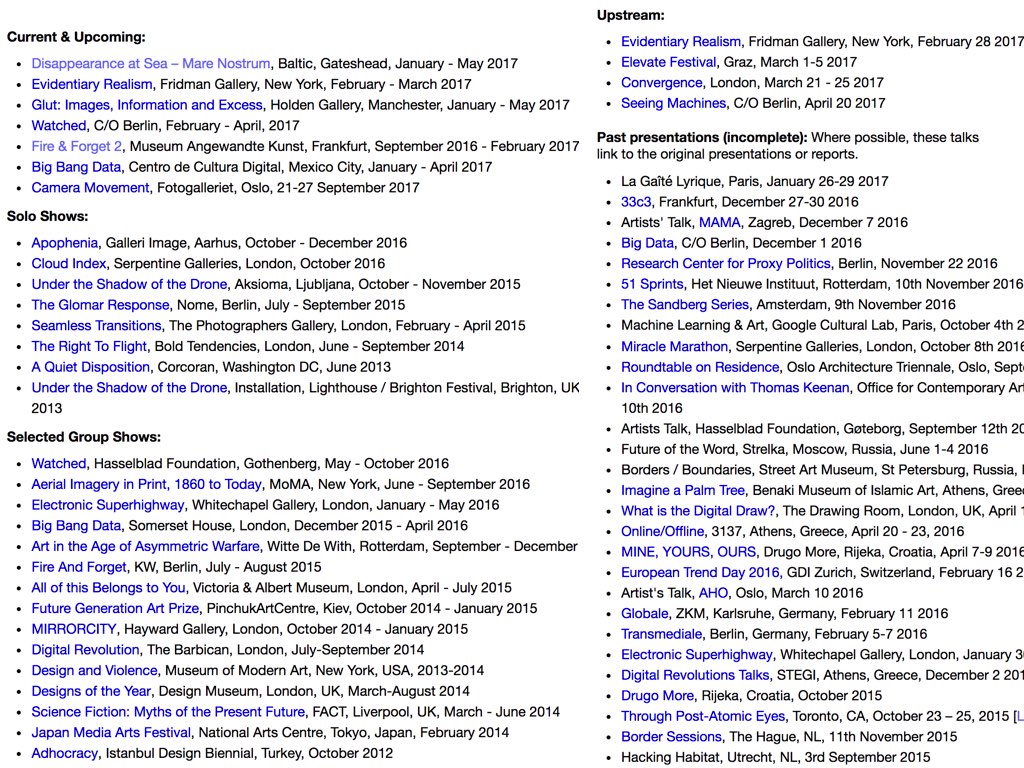 Current & Upcoming:
Disappearance at Sea – Mare Nostrum, Baltic, Gateshead, January - May 2017
Evidentiary Realism, Fridman Gallery, New York, February - March 2017
Glut: Images, Information and Excess, Holden Gallery, Manchester, January - May 2017
Watched, C/O Berlin, February - April, 2017
Fire & Forget 2, Museum Angewandte Kunst, Frankfurt, September 2016 - February 2017
Big Bang Data, Centro de Cultura Digital, Mexico City, January - April 2017
Camera Movement, Fotogalleriet, Oslo, 21-27 September 2017
Solo Shows:
Apophenia, Galleri Image, Aarhus, October - December 2016
Cloud Index, Serpentine Galleries, London, October 2016
Under the Shadow of the Drone, Aksioma, Ljubljana, October - November 2015
The Glomar Response, Nome, Berlin, July - September 2015
Seamless Transitions, The Photographers Gallery, London, February - April 2015
The Right To Flight, Bold Tendencies, London, June - September 2014
A Quiet Disposition, Corcoran, Washington DC, June 2013
Under the Shadow of the Drone, Installation, Lighthouse / Brighton Festival, Brighton, UK
2013
Selected Group Shows:
Watched, Hasselblad Foundation, Gothenberg, May - October 2016
Aerial Imagery in Print, 1860 to Today, MoMA, New York, June - September 2016
Electronic Superhighway, Whitechapel Gallery, London, January - May 2016
Big Bang Data, Somerset House, London, December 2015 - April 2016
Art in the Age of Asymmetric Warfare, Witte De With, Rotterdam, September - December
Fire And Forget, KW, Berlin, July - August 2015
All of this Belongs to You, Victoria & Albert Museum, London, April - July 2015
Future Generation Art Prize, PinchukArtCentre, Kiev, October 2014 - January 2015
MIRRORCITY, Hayward Gallery, London, October 2014 - January 2015
Digital Revolution, The Barbican, London, July-September 2014
Design and Violence, Museum of Modern Art, New York, USA, 2013-2014
Designs of the Year, Design Museum, London, UK, March-August 2014
Science Fiction: Myths of the Present Future, FACT, Liverpool, UK, March - June 2014
Japan Media Arts Festival, National Arts Centre, Tokyo, Japan, February 2014
Adhocracy, Istanbul Design Biennial, Turkey, October 2012
Upstream:
Evidentiary Realism, Fridman Gallery, New York, February 28 2017
Elevate Festival, Graz, March 1-5 2017
Convergence, London, March 21 - 25 2017
Seeing Machines, C/O Berlin, April 20 2017
Past presentations (incomplete): Where possible, these talks
link to the original presentations or reports.
La Gaîté Lyrique, Paris, January 26-29 2017
33c3, Frankfurt, December 27-30 2016
Artists' Talk, MAMA, Zagreb, December 7 2016
Big Data, C/O Berlin, December 1 2016
Research Center for Proxy Politics, Berlin, November 22 2016
51 Sprints, Het Nieuwe Instituut, Rotterdam, 10th November 2016
The Sandberg Series, Amsterdam, 9th November 2016
Machine Learning & Art, Google Cultural Lab, Paris, October 4th 2
Miracle Marathon, Serpentine Galleries, London, October 8th 2016
Roundtable on Residence, Oslo Architecture Triennale, Oslo, Sept
In Conversation with Thomas Keenan, Office for Contemporary Ar
10th 2016
Artists Talk, Hasselblad Foundation, Gøteborg, September 12th 20
Future of the Word, Strelka, Moscow, Russia, June 1-4 2016
Borders / Boundaries, Street Art Museum, St Petersburg, Russia,
Imagine a Palm Tree, Benaki Museum of Islamic Art, Athens, Gree
What is the Digital Draw?, The Drawing Room, London, UK, April 1
Online/Offline, 3137, Athens, Greece, April 20 - 23, 2016
MINE, YOURS, OURS, Drugo More, Rijeka, Croatia, April 7-9 2016
European Trend Day 2016, GDI Zurich, Switzerland, February 16 2
Artist's Talk, AHO, Oslo, March 10 2016
Globale, ZKM, Karlsruhe, Germany, February 11 2016
Transmediale, Berlin, Germany, February 5-7 2016
Electronic Superhighway, Whitechapel Gallery, London, January 3
Digital Revolutions Talks, STEGI, Athens, Greece, December 2 201
Drugo More, Rijeka, Croatia, October 2015
Through Post-Atomic Eyes, Toronto, CA, October 23 – 25, 2015 [L
Border Sessions, The Hague, NL, 11th November 2015
Hacking Habitat, Utrecht, NL, 3rd September 2015